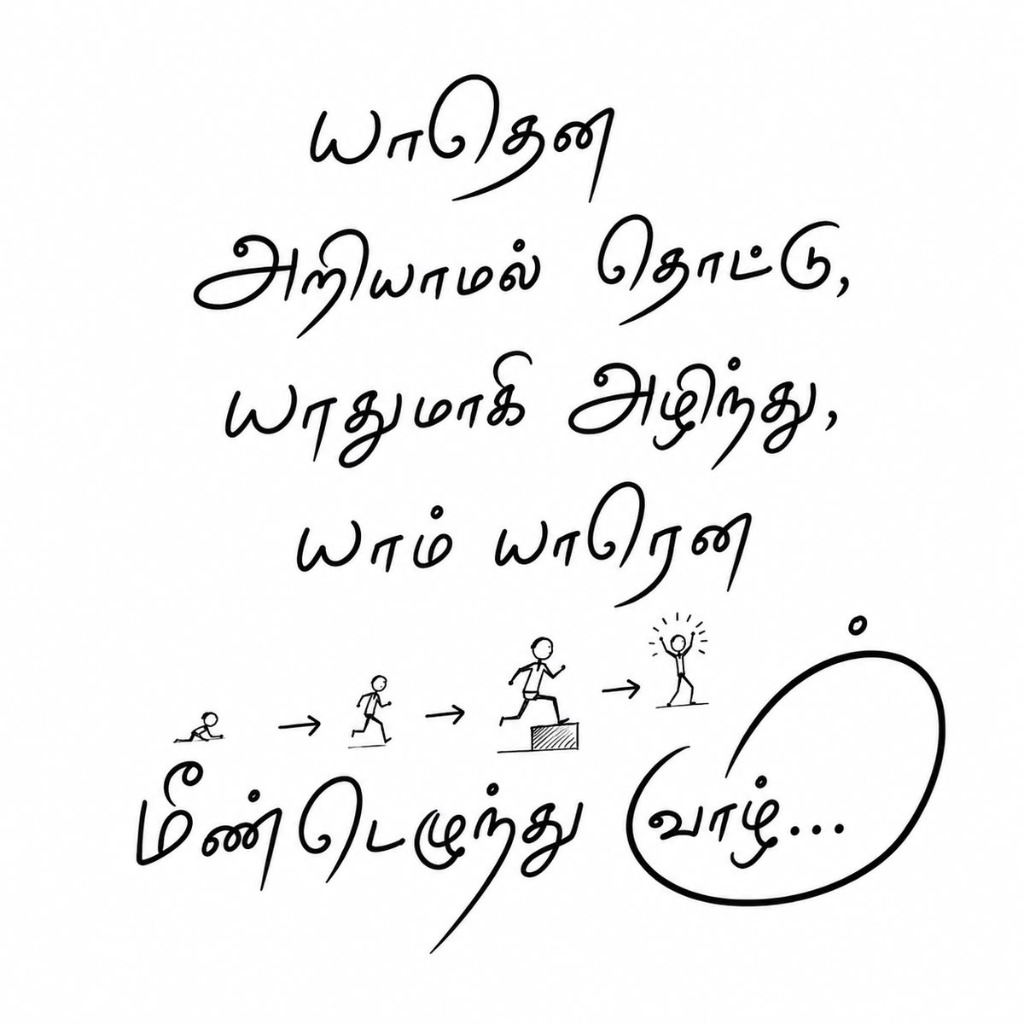 யாதென
அறியாமல் தொட்டு,
யாதுமாகி அழிந்து,
யாம் யாரென
மீண்டெழுந்து வாழ்...